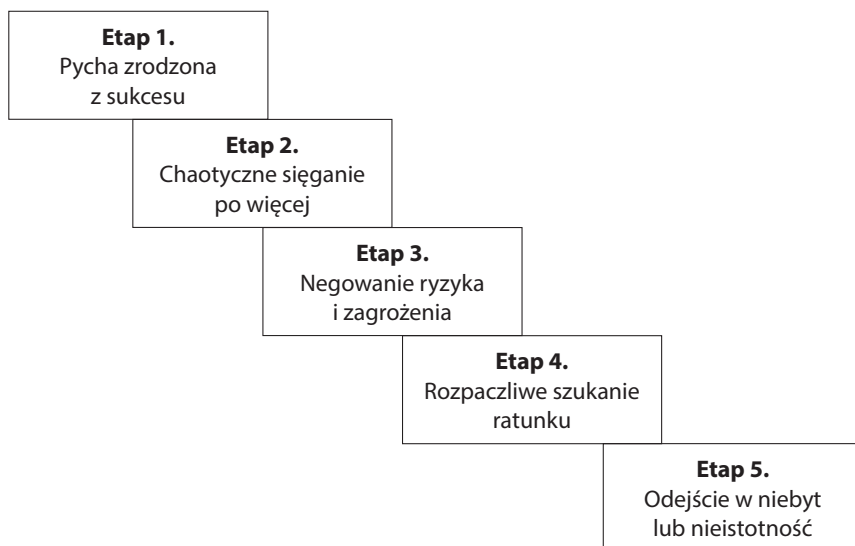 Etap 1.
Pycha zrodzona
z sukcesu
Etap 2.
Chaotyczne sięganie
po więcej
Etap 3.
Negowanie ryzyka
i zagrożenia
Etap 4.
Rozpaczliwe szukanie
ratunku
Etap 5.
Odejście w niebyt
lub nieistotność